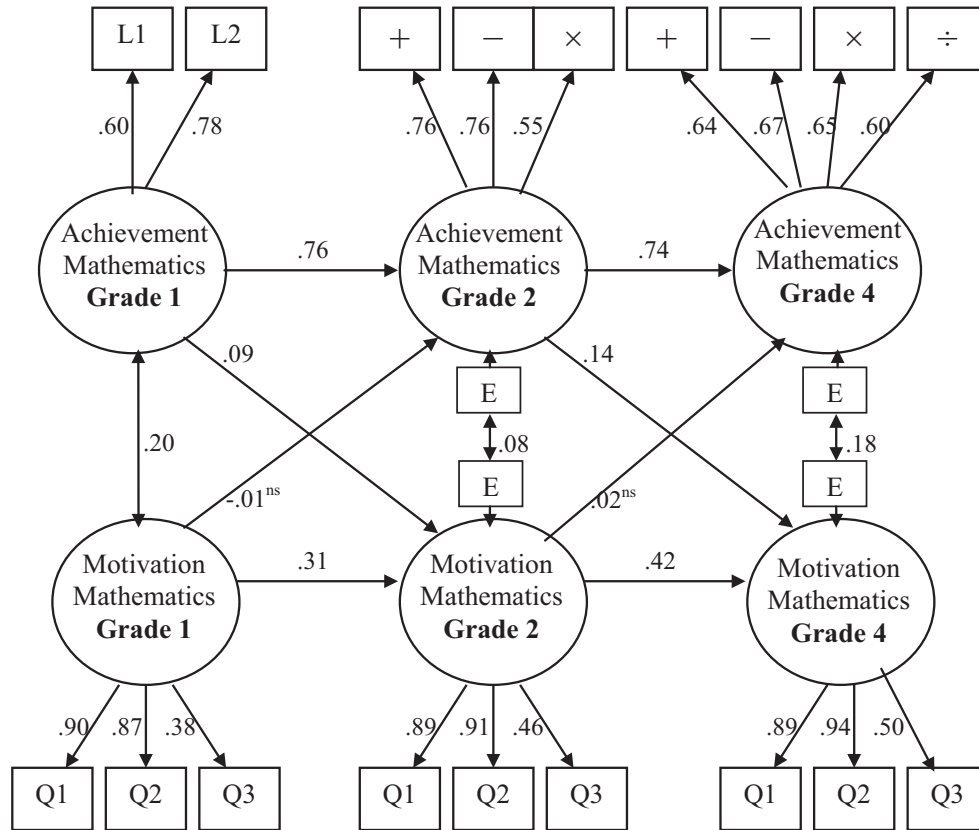 L1 L2 + − × + − × ÷
.60 .78 .76 .76 .55 .64 .67 .65 .60
Achievement
Mathematics
Grade 1
.76
Achievement
Mathematics
Grade 2
.74
Achievement
Mathematics
Grade 4
.09
.14
E
E
.20
.08
.18
-.01ns
E
.02ns
E
Motivation
Mathematics
Grade 1
.31
Motivation
Mathematics
Grade 2
.42
Motivation
Mathematics
Grade 4
.90 .87 .38 .89 .91 .46 .89 .94 .50
Q1 Q2 Q3 Q1 Q2 Q3 Q1 Q2 Q3